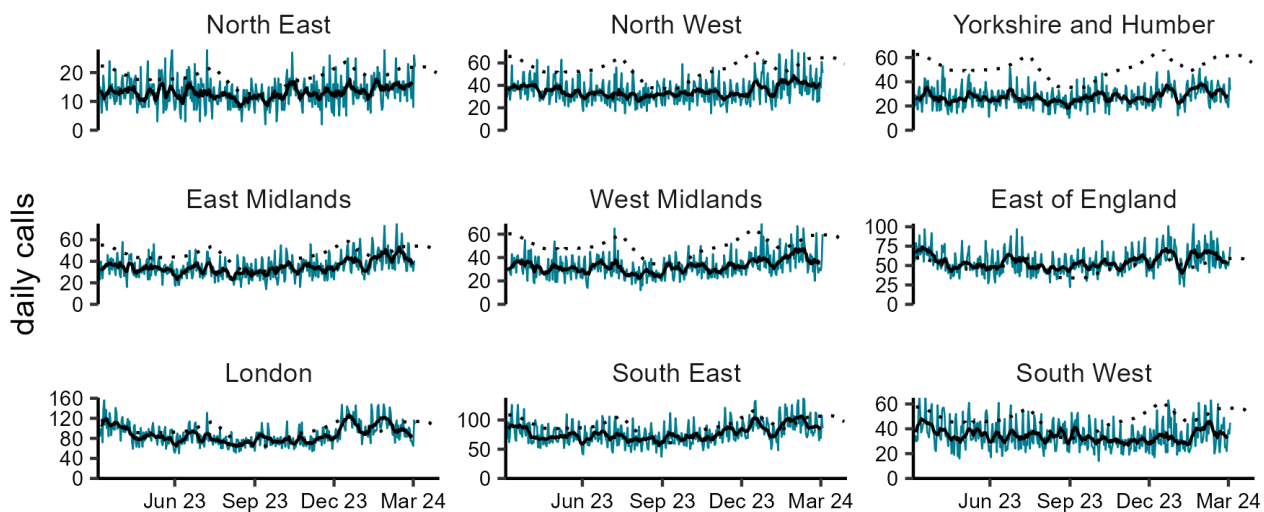 North East
North West
Yorkshire and Humber
20
10
0
60
40
20
0
60
40
20
0
daily calls
East Midlands
West Midlands
East of England
60
40
20
0
60
40
20
0
100
75
50
25
0
London
South East
South West
160
120
80
40
0
100
50
0
60
40
20
0
Jun 23 Sep 23 Dec 23 Mar 24
Jun 23 Sep 23 Dec 23 Mar 24
Jun 23 Sep 23 Dec 23 Mar 24